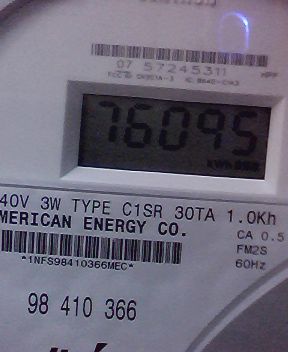 07 57245311
76095
40V 3W TYPE C1SR 30TA 1.0Kh
MERICAN ENERGY CO.
CA 0.5
*1NFS98410366MEC*
FM2S
60Hz
98 410 366